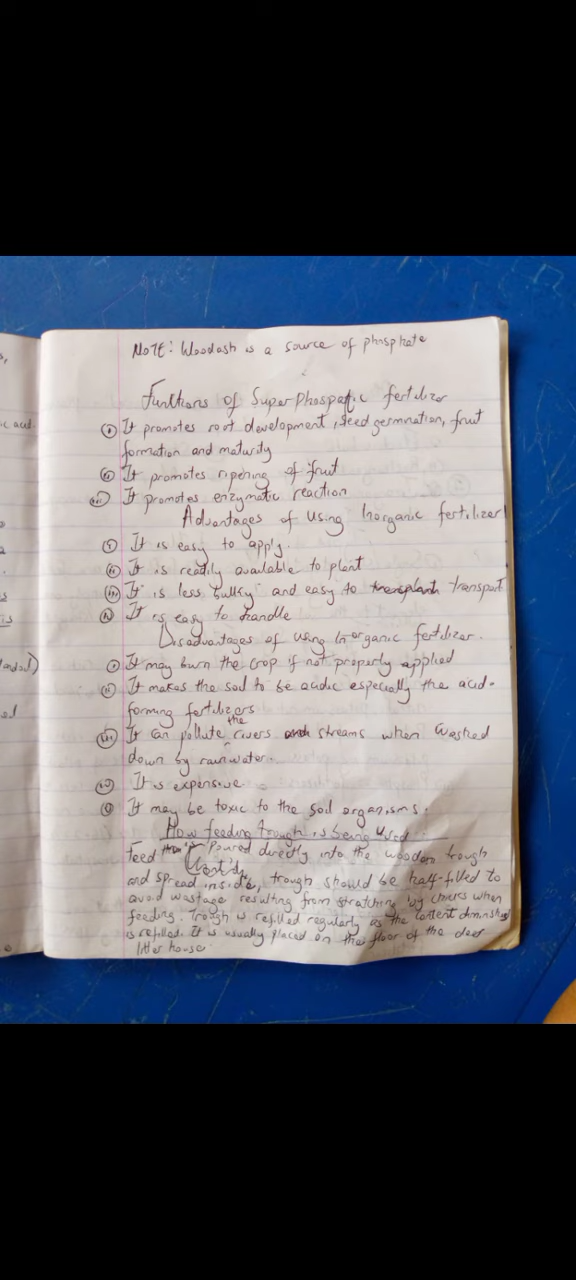 NOTE: Woodash is a source of phosphate
Functions of Superphospatic fertilizer
(i) It promotes root development, seed germnation, fruit
formation and maturity
(ii) It promotes ripening of fruit
(iii) It promotes enzymatic reaction
Advantages of Using Inorganic fertilizer
(i) It is easy to apply.
(ii) It is readily available to plant
(iii) It is less bulky and easy to transport
(iv) It is easy to handle
Disadvantages of using Inorganic fertilizer.
(i) It may burn the crop if not properly applied
(ii) It makes the soil to be acidic especially the acid-
forming fertilizers
(iii) It can pollute the rivers and streams when washed
down by rainwater.
(iv) It is expensive
(v) It may be toxic to the soil organisms.
How feeding trough is being used
Feed poured directly into the wooden trough
and spread inside, trough should be half-filled to
avoid wastage resulting from stratching by chicks when
feeding. Trough is refilled regularly as the content diminished
is refilled. It is usually placed on the floor of the deep
litter house
ic acid